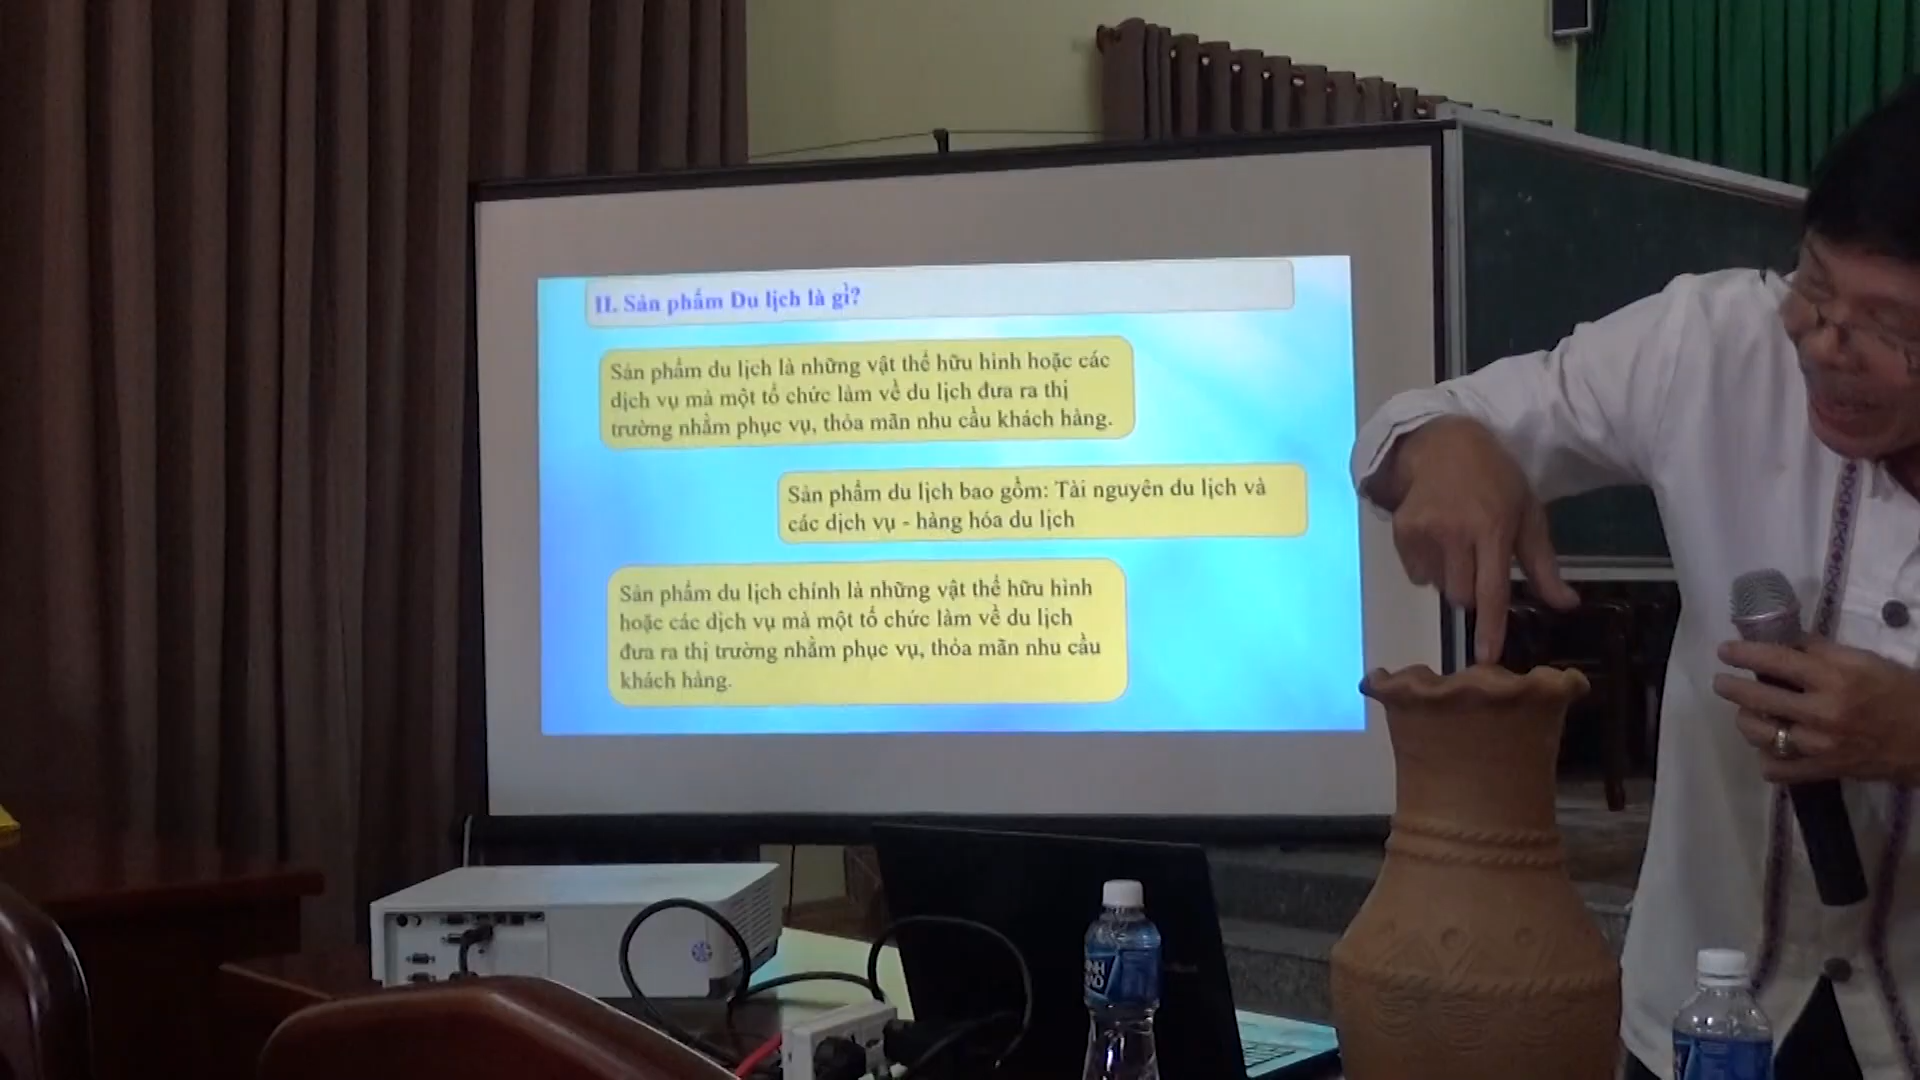 II. Sản phẩm Du lịch là gì?
Sản phẩm du lịch là những vật thể hữu hình hoặc các
dịch vụ mà một tổ chức làm về du lịch đưa ra thị
trường nhằm phục vụ, thỏa mãn nhu cầu khách hàng.
Sản phẩm du lịch bao gồm: Tài nguyên du lịch và
các dịch vụ - hàng hóa du lịch
Sản phẩm du lịch chính là những vật thể hữu hình
hoặc các dịch vụ mà một tổ chức làm về du lịch
đưa ra thị trường nhằm phục vụ, thỏa mãn nhu cầu
khách hàng.